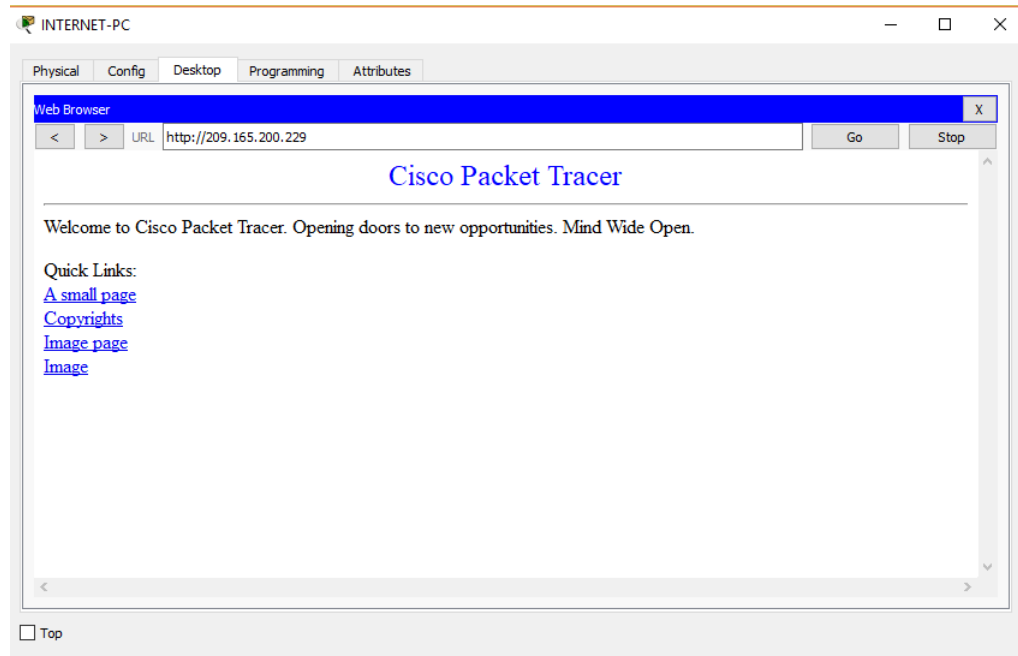 INTERNET-PC
Physical Config Desktop Programming Attributes
Web Browser X
< > URL http://209.165.200.229 Go Stop
Cisco Packet Tracer
Welcome to Cisco Packet Tracer. Opening doors to new opportunities. Mind Wide Open.
Quick Links:
A small page
Copyrights
Image page
Image
Top